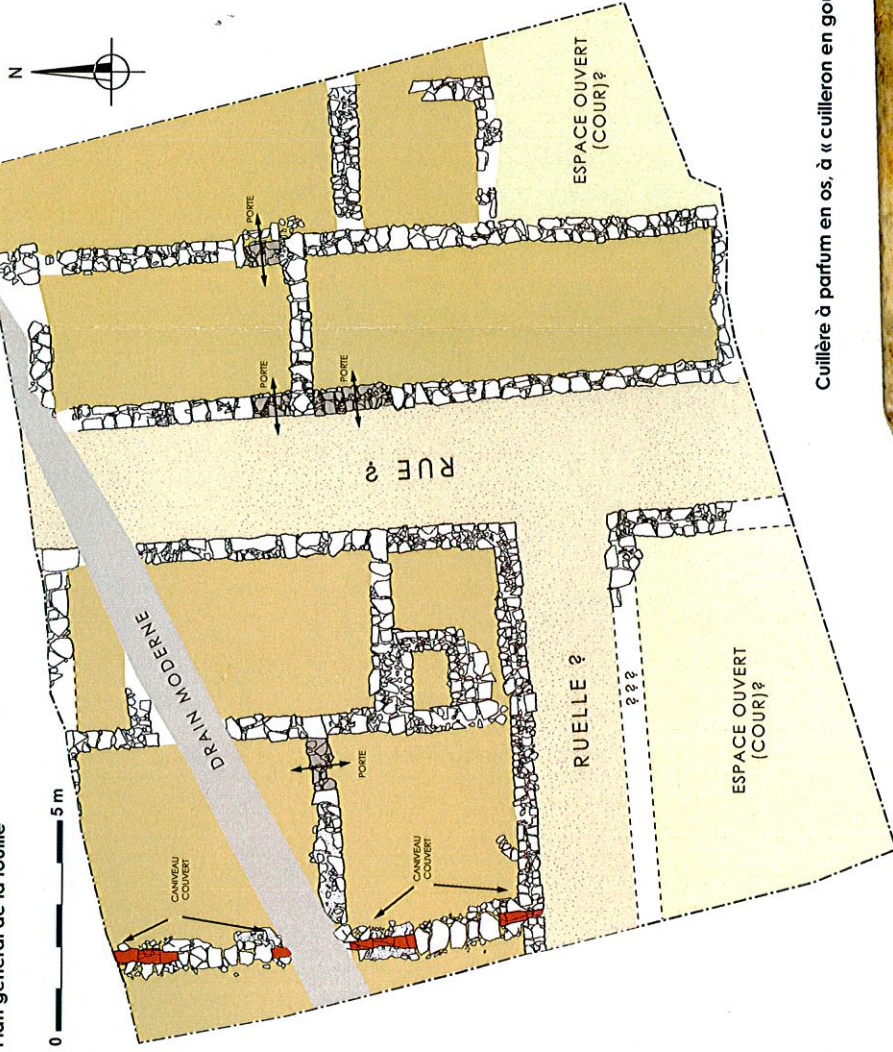 Plan général de la fouille
0
5 m
N
CANIVEAU
COUVERT
DRAIN MODERNE
PORTE
PORTE
PORTE
PORTE
CANIVEAU
COUVERT
RUE ?
RUELLE ?
???
ESPACE OUVERT
(COUR)?
ESPACE OUVERT
(COUR)?
Cuillère à parfum en os, à « cuilleron en